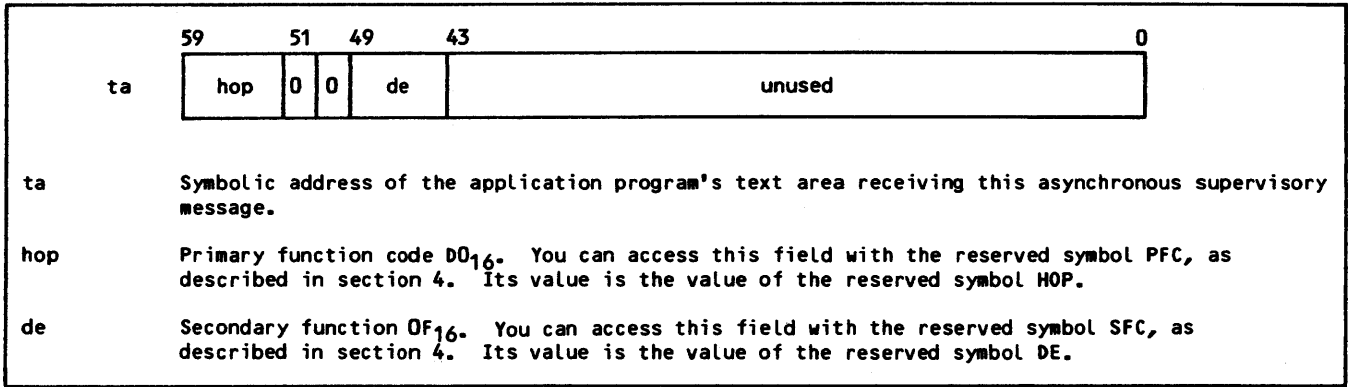 59 51 49 43 0
ta hop 0 0 de unused
ta Symbolic address of the application program's text area receiving this asynchronous supervisory
message.
hop Primary function code D0₁₆. You can access this field with the reserved symbol PFC, as
described in section 4. Its value is the value of the reserved symbol HOP.
de Secondary function 0F₁₆. You can access this field with the reserved symbol SFC, as
described in section 4. Its value is the value of the reserved symbol DE.